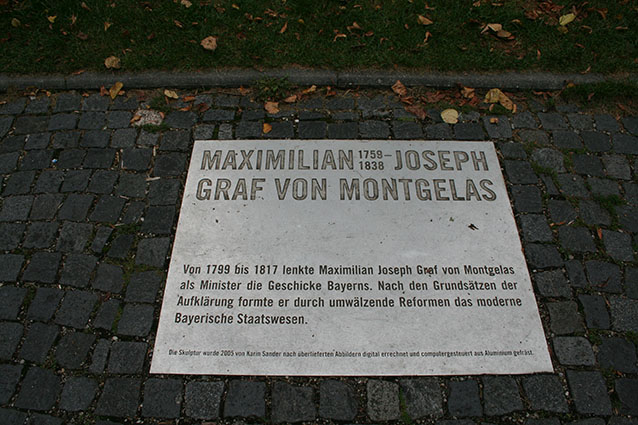 MAXIMILIAN 1759– JOSEPH
1838
GRAF VON MONTGELAS
Von 1799 bis 1817 lenkte Maximilian Joseph Graf von Montgelas
als Minister die Geschicke Bayerns. Nach den Grundsätzen der
Aufklärung formte er durch umwälzende Reformen das moderne
Bayerische Staatswesen.
Die Skulptur wurde 2005 von Karin Sander nach überlieferten Abbildern digital errechnet und computergesteuert aus Aluminium gefräst.